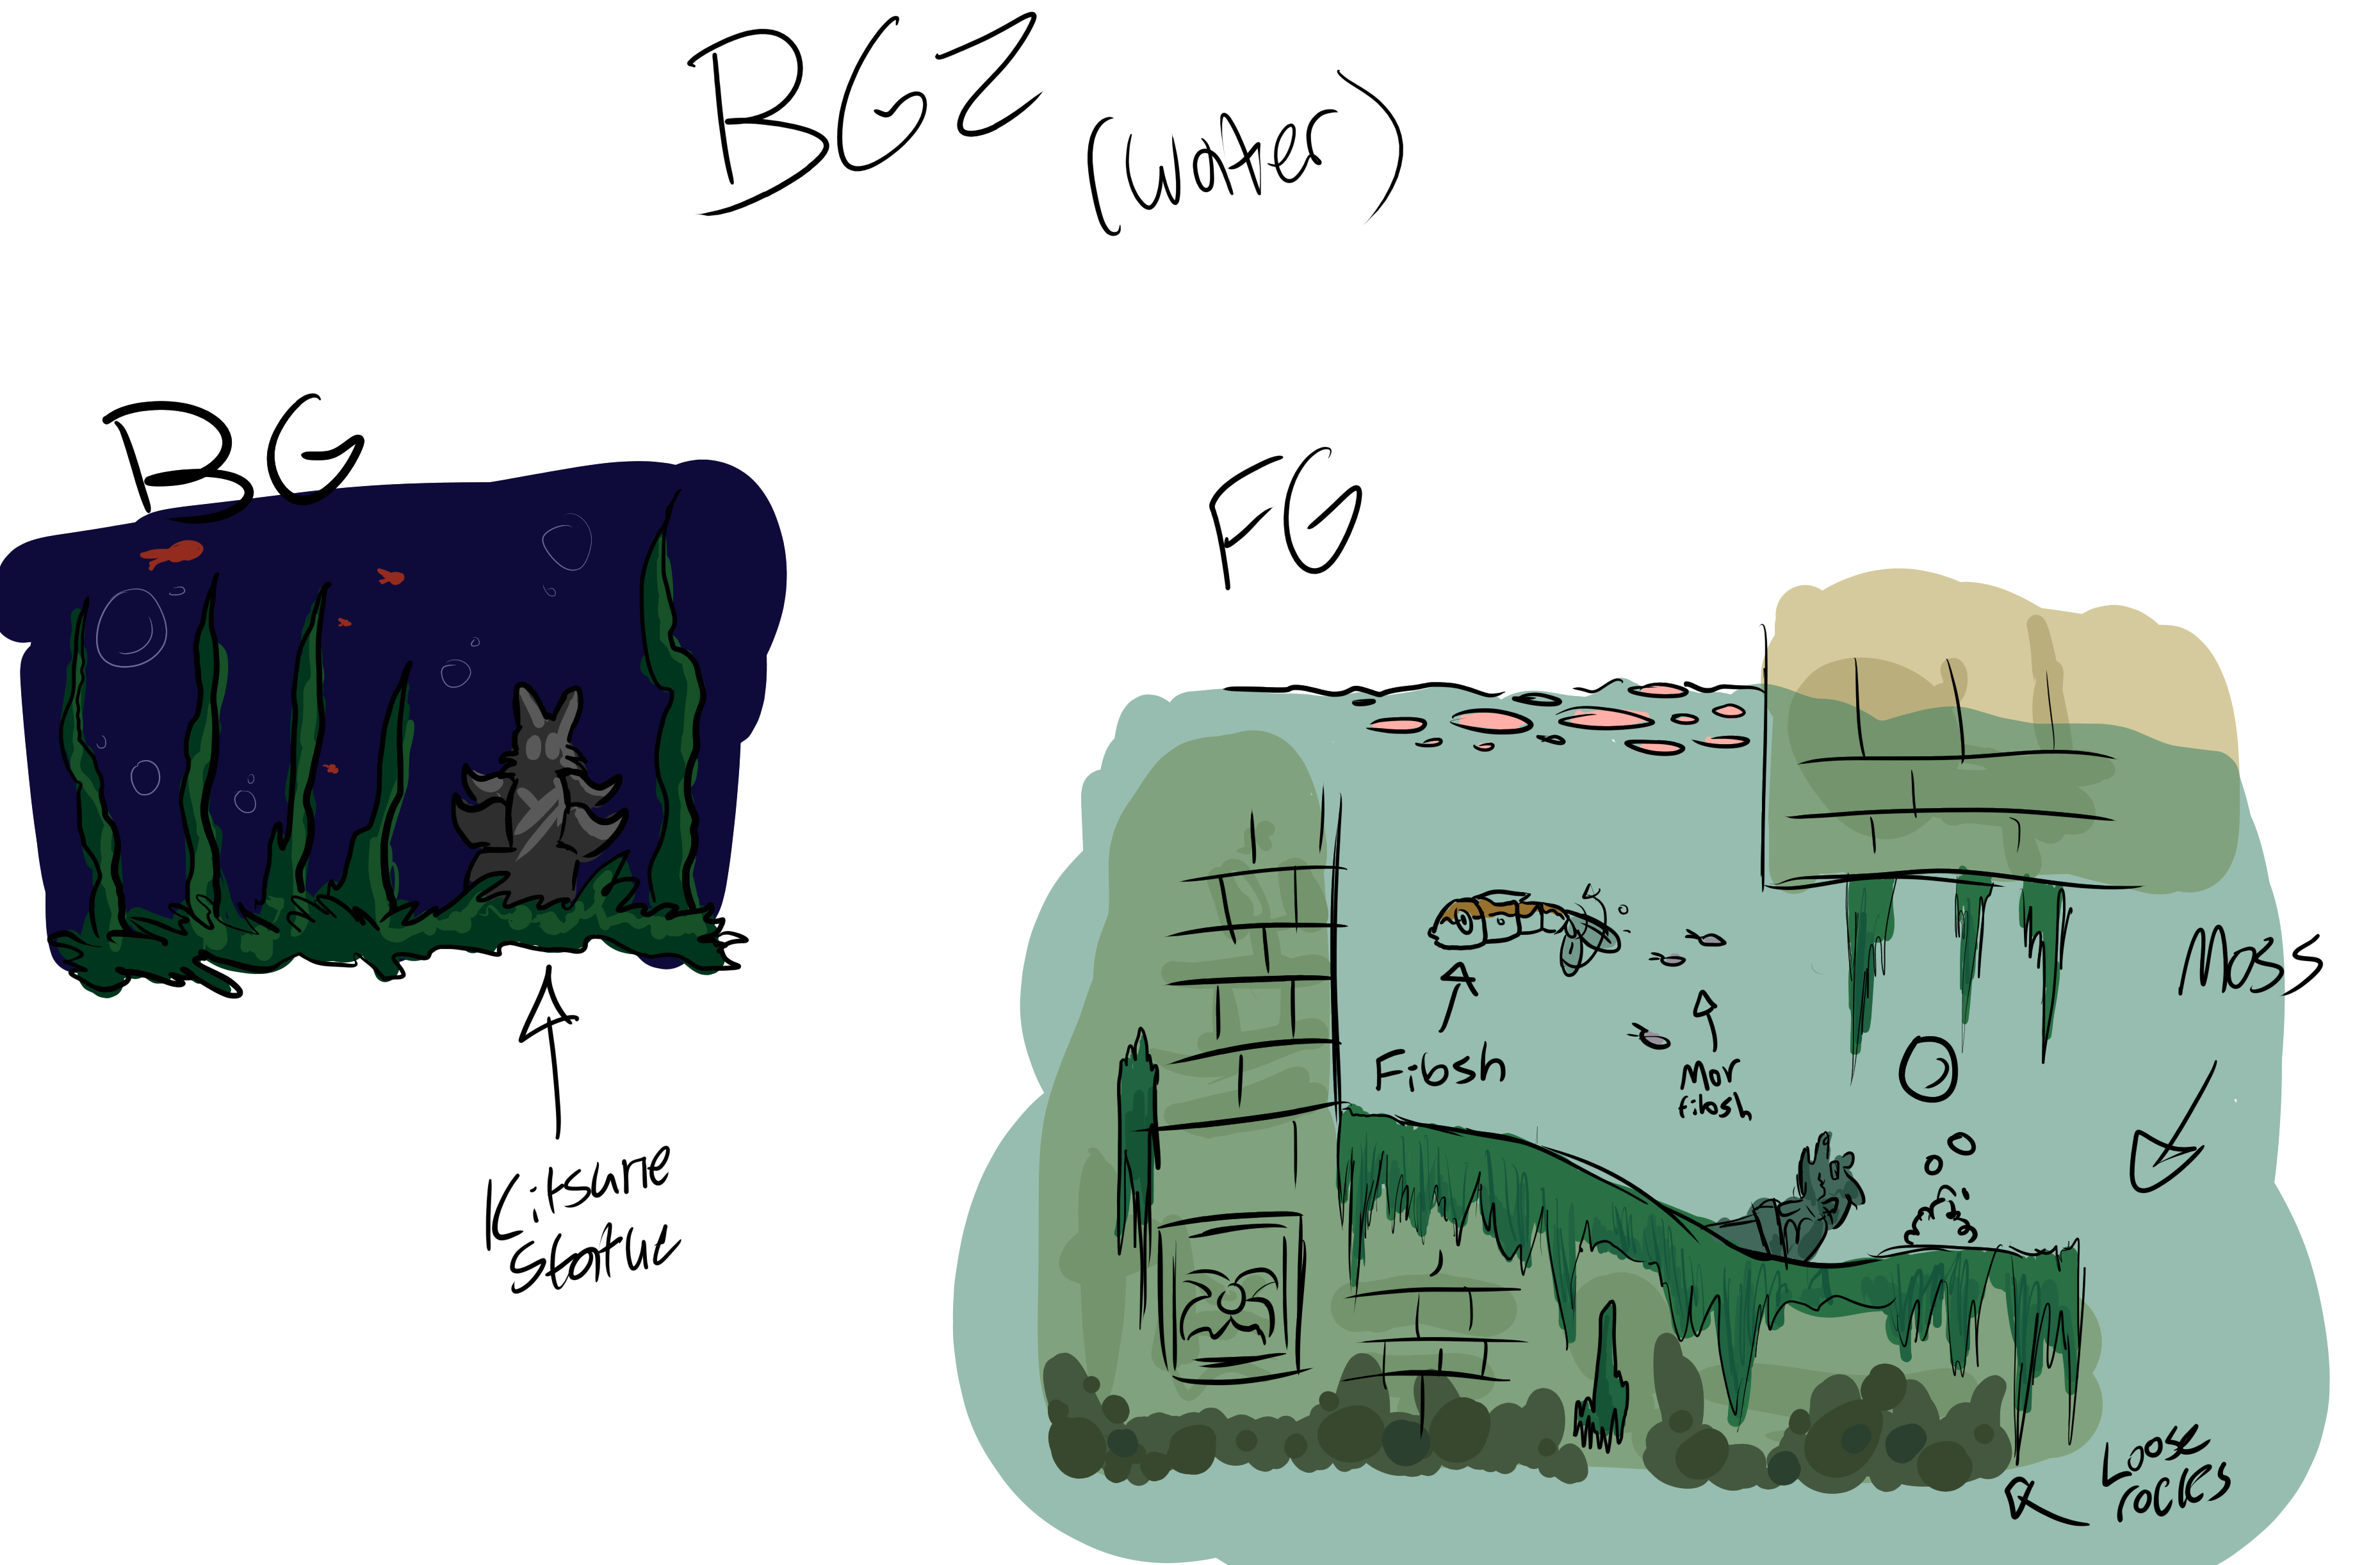 BGZ
(Water)
BG
FG
Moss
Fibsh
Mor
fibsh
Kitsune
Statue
Loose
rocks